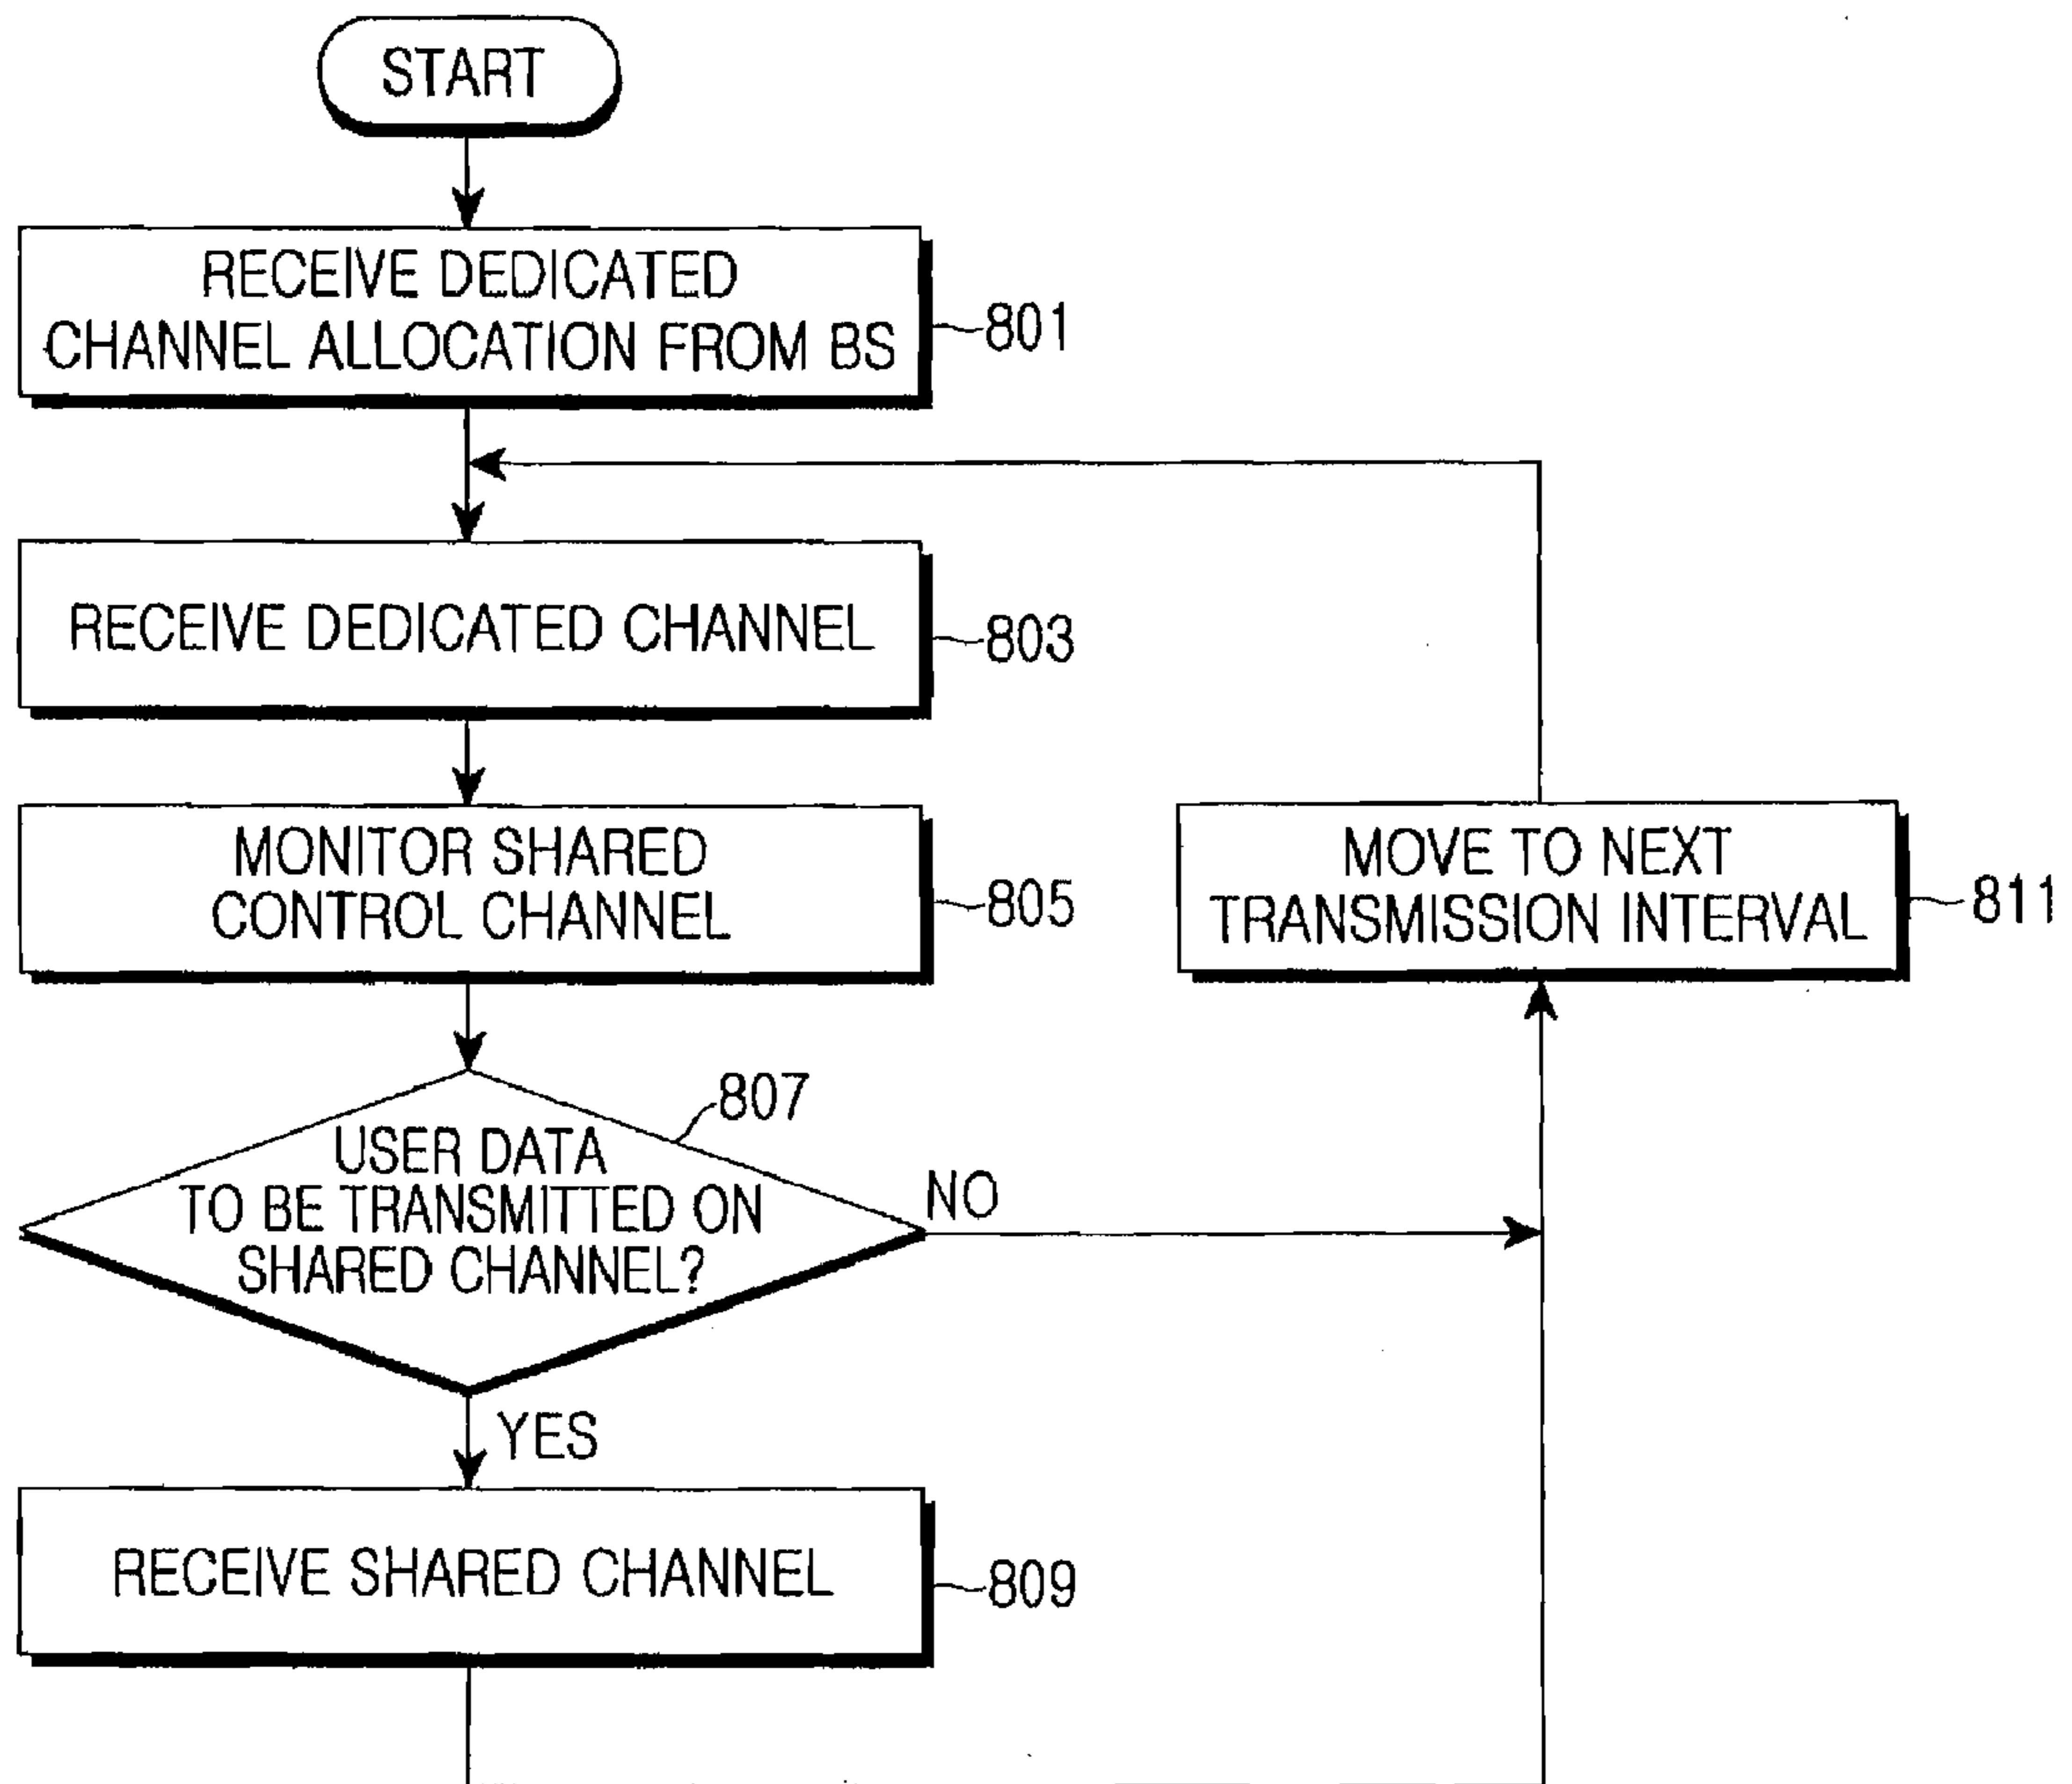 START
RECEIVE DEDICATED
CHANNEL ALLOCATION FROM BS
801
RECEIVE DEDICATED CHANNEL
803
MONITOR SHARED
CONTROL CHANNEL
805
MOVE TO NEXT
TRANSMISSION INTERVAL
811
807
USER DATA
TO BE TRANSMITTED ON
SHARED CHANNEL?
NO
YES
RECEIVE SHARED CHANNEL
809